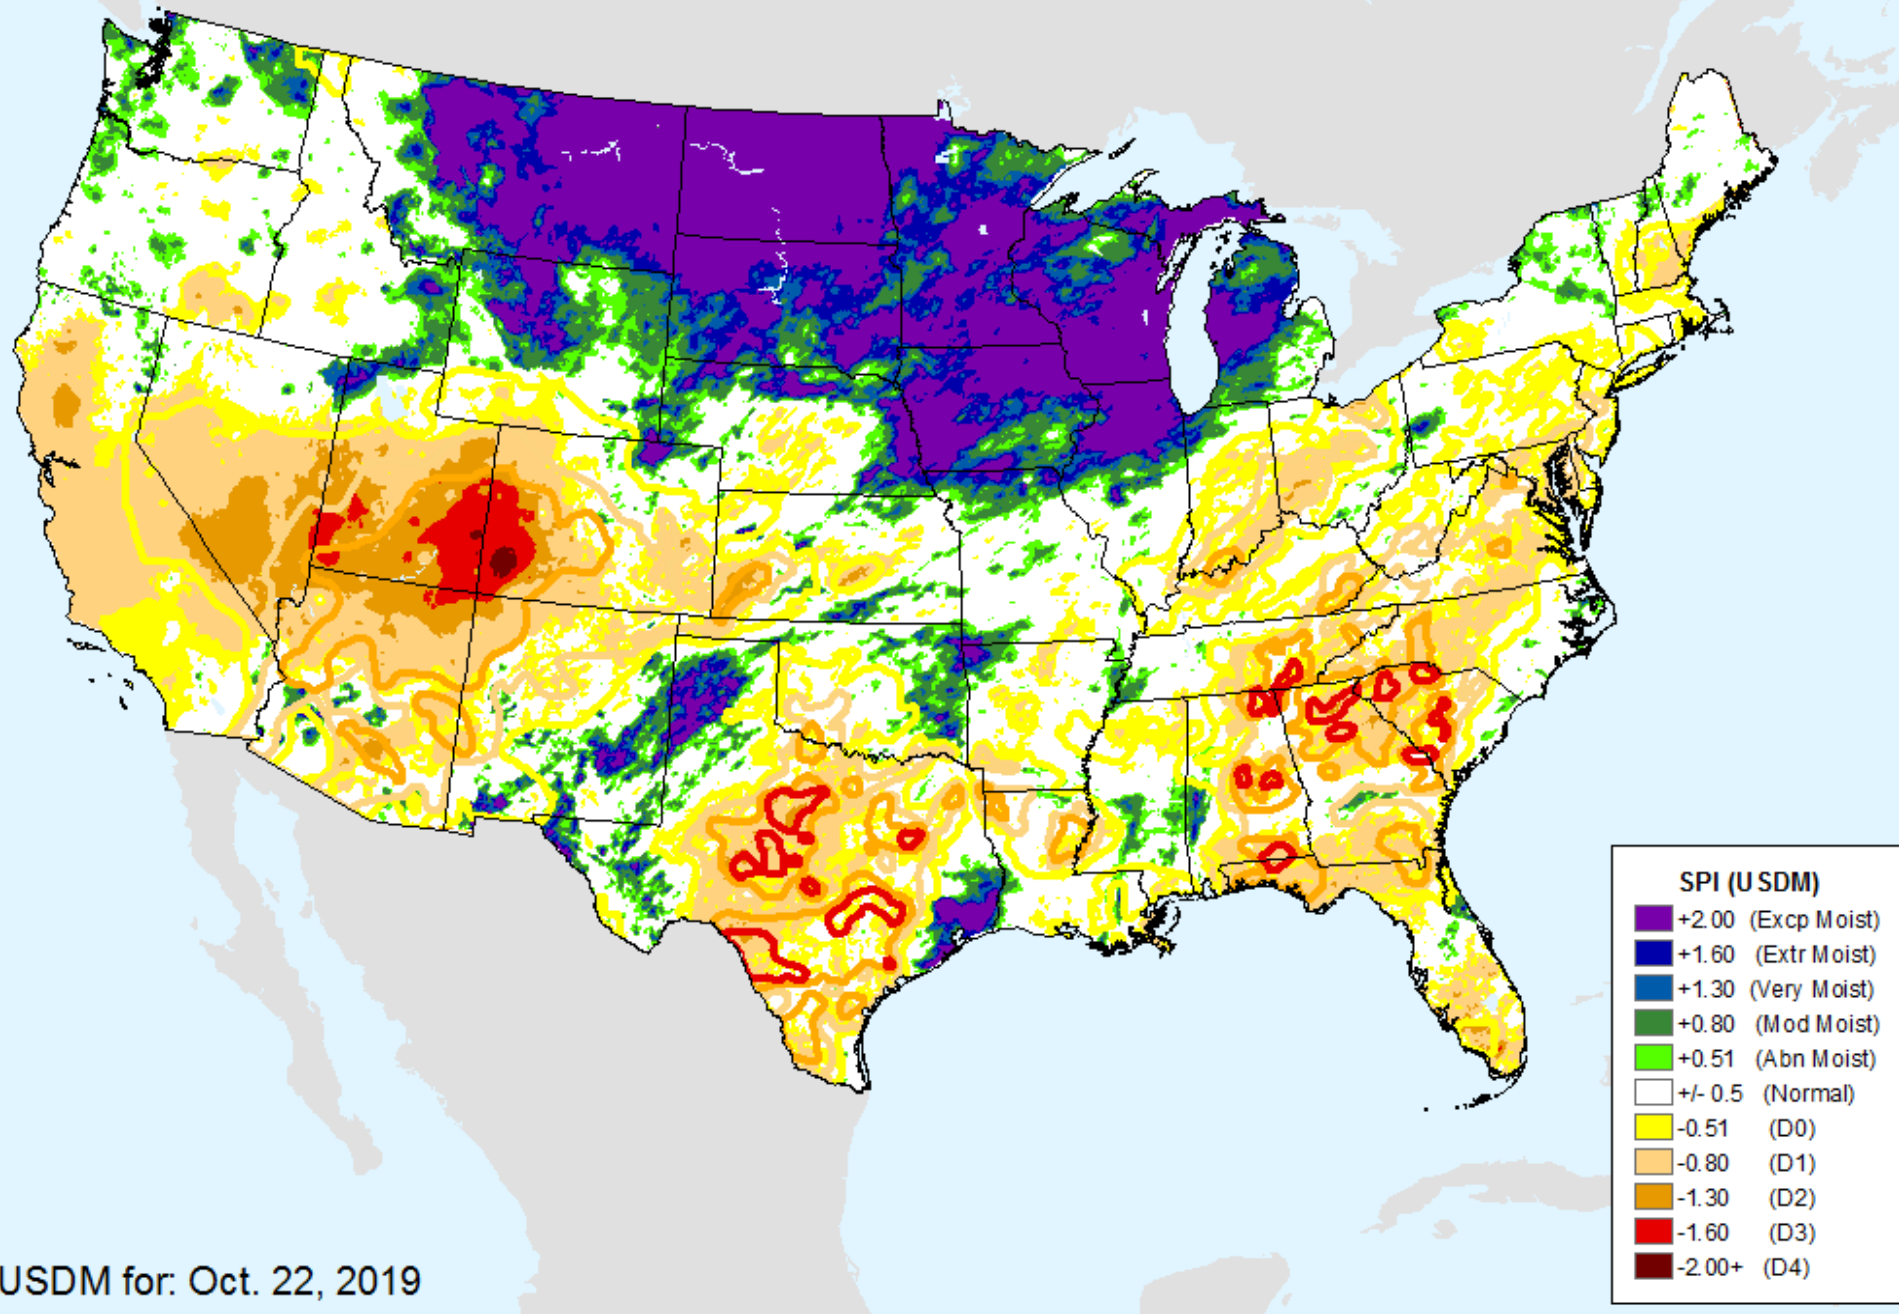 SPI (USDM)
+2.00 (Excp Moist)
+1.60 (Extr Moist)
+1.30 (Very Moist)
+0.80 (Mod Moist)
+0.51 (Abn Moist)
+/- 0.5 (Normal)
-0.51 (D0)
-0.80 (D1)
-1.30 (D2)
-1.60 (D3)
-2.00+ (D4)
USDM for: Oct. 22, 2019